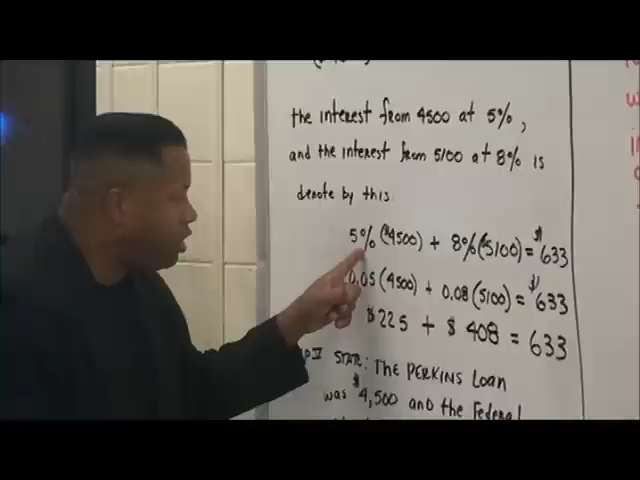 the interest from 4500 at 5%,
and the interest from 5100 at 8% is
denote by this.
5% ($4500) + 8% ($5100) = $633
0.05 (4500) + 0.08 (5100) = $633
$225 + $408 = 633
STATE: THE PERKINS Loan
was $4,500 and the Federal